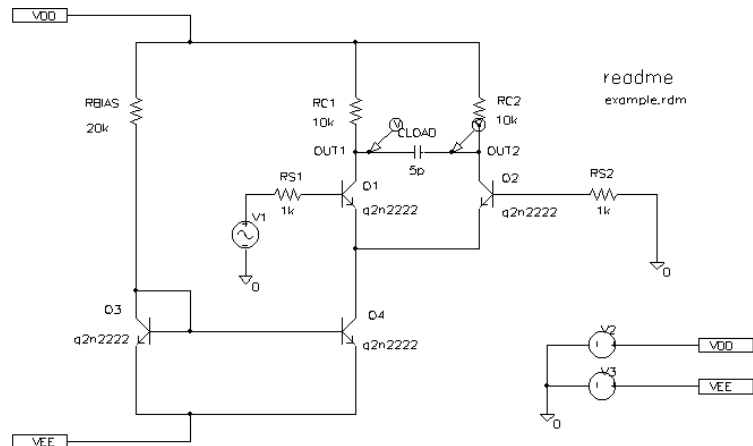 VDD
RBIAS
20k
RC1
10k
RC2
10k
readme
example.rdm
V
CLOAD
V
OUT1
5p
OUT2
RS1
1k
Q1
q2n2222
Q2
q2n2222
RS2
1k
V1
0
0
Q3
q2n2222
Q4
q2n2222
V2
VDD
V3
VEE
0
VEE